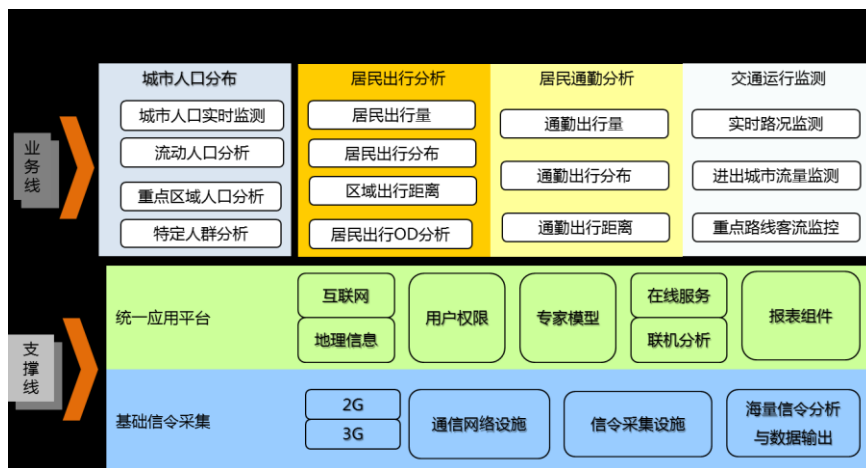 业务线
城市人口分布
城市人口实时监测
流动人口分析
重点区域人口分析
特定人群分析
居民出行分析
居民出行量
居民出行分布
区域出行距离
居民出行OD分析
居民通勤分析
通勤出行量
通勤出行分布
通勤出行距离
交通运行监测
实时路况监测
进出城市流量监测
重点路线客流监控
支撑线
统一应用平台
互联网
地理信息
用户权限
专家模型
在线服务
联机分析
报表组件
基础信令采集
2G
3G
通信网络设施
信令采集设施
海量信令分析
与数据输出